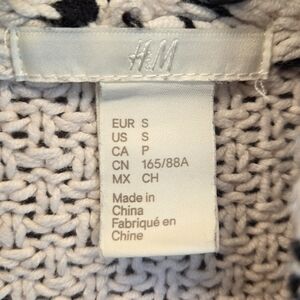 H&M
EUR S
US S
CA P
CN 165/88A
MX CH
Made in
China
Fabriqué en
Chine